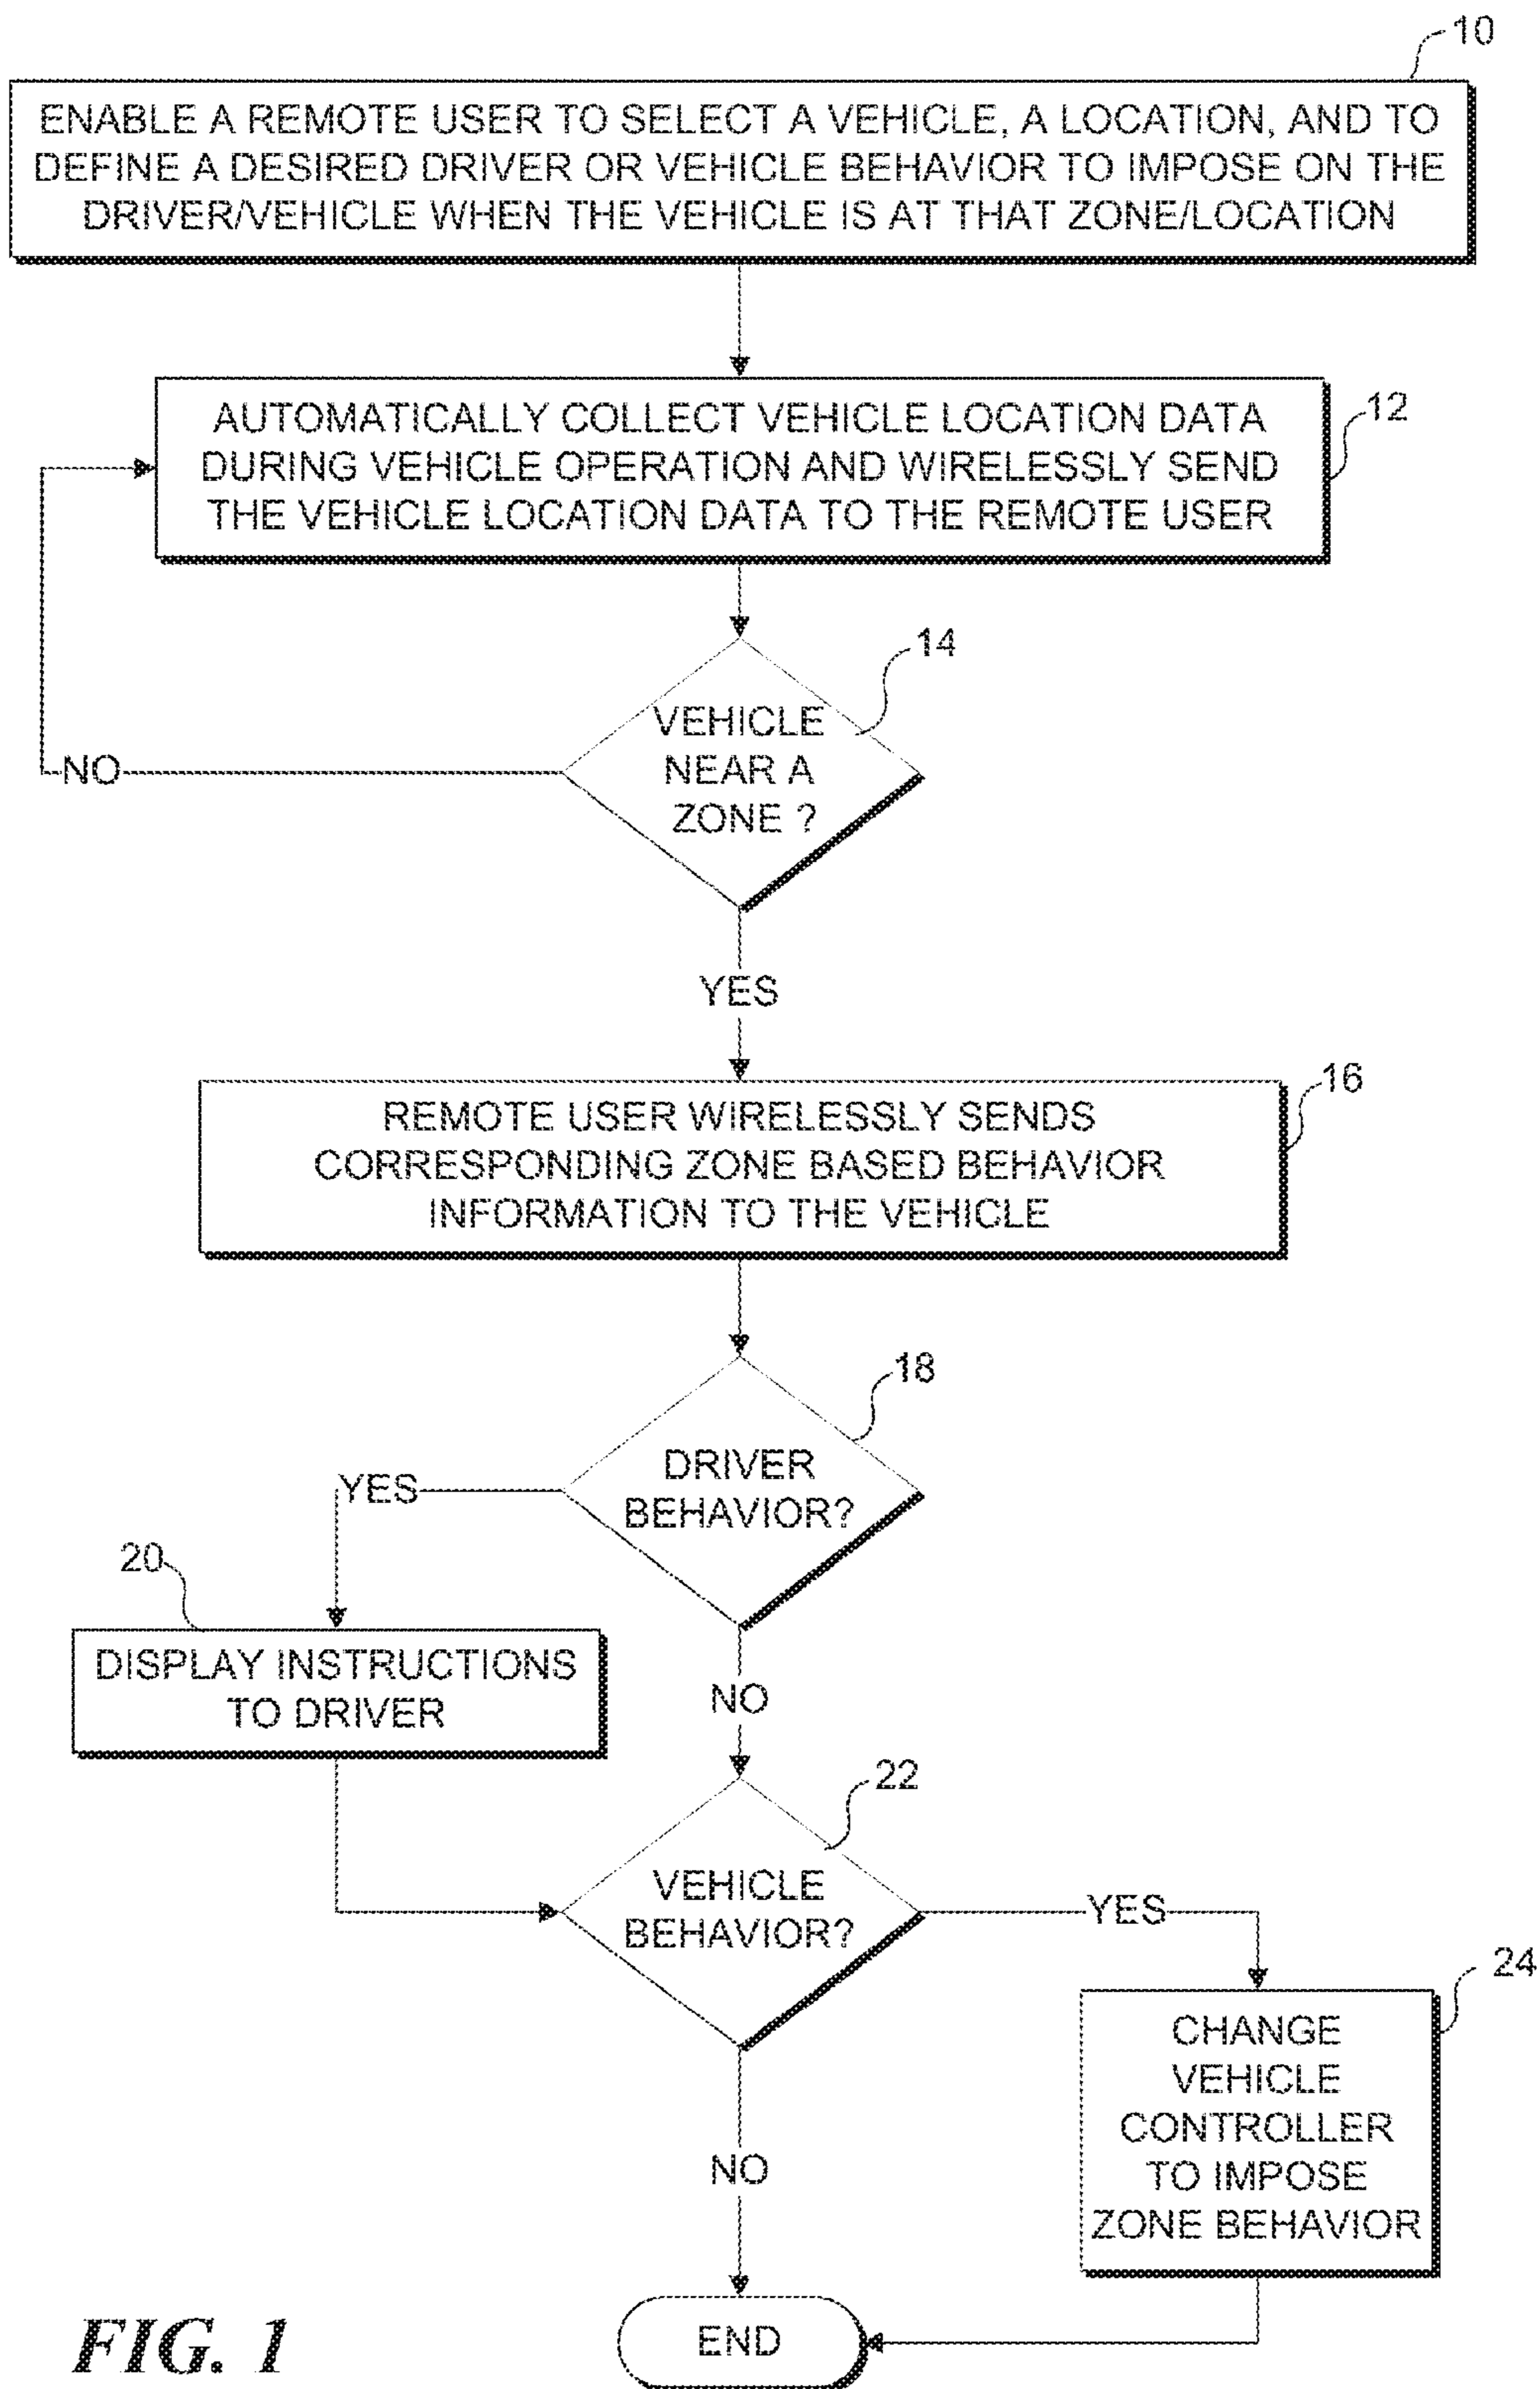 10
ENABLE A REMOTE USER TO SELECT A VEHICLE, A LOCATION, AND TO
DEFINE A DESIRED DRIVER OR VEHICLE BEHAVIOR TO IMPOSE ON THE
DRIVER/VEHICLE WHEN THE VEHICLE IS AT THAT ZONE/LOCATION
12
AUTOMATICALLY COLLECT VEHICLE LOCATION DATA
DURING VEHICLE OPERATION AND WIRELESSLY SEND
THE VEHICLE LOCATION DATA TO THE REMOTE USER
14
VEHICLE
NEAR A
ZONE ?
NO
YES
16
REMOTE USER WIRELESSLY SENDS
CORRESPONDING ZONE BASED BEHAVIOR
INFORMATION TO THE VEHICLE
18
DRIVER
BEHAVIOR?
YES
20
DISPLAY INSTRUCTIONS
TO DRIVER
NO
22
VEHICLE
BEHAVIOR?
YES
24
CHANGE
VEHICLE
CONTROLLER
TO IMPOSE
ZONE BEHAVIOR
NO
END
FIG. 1